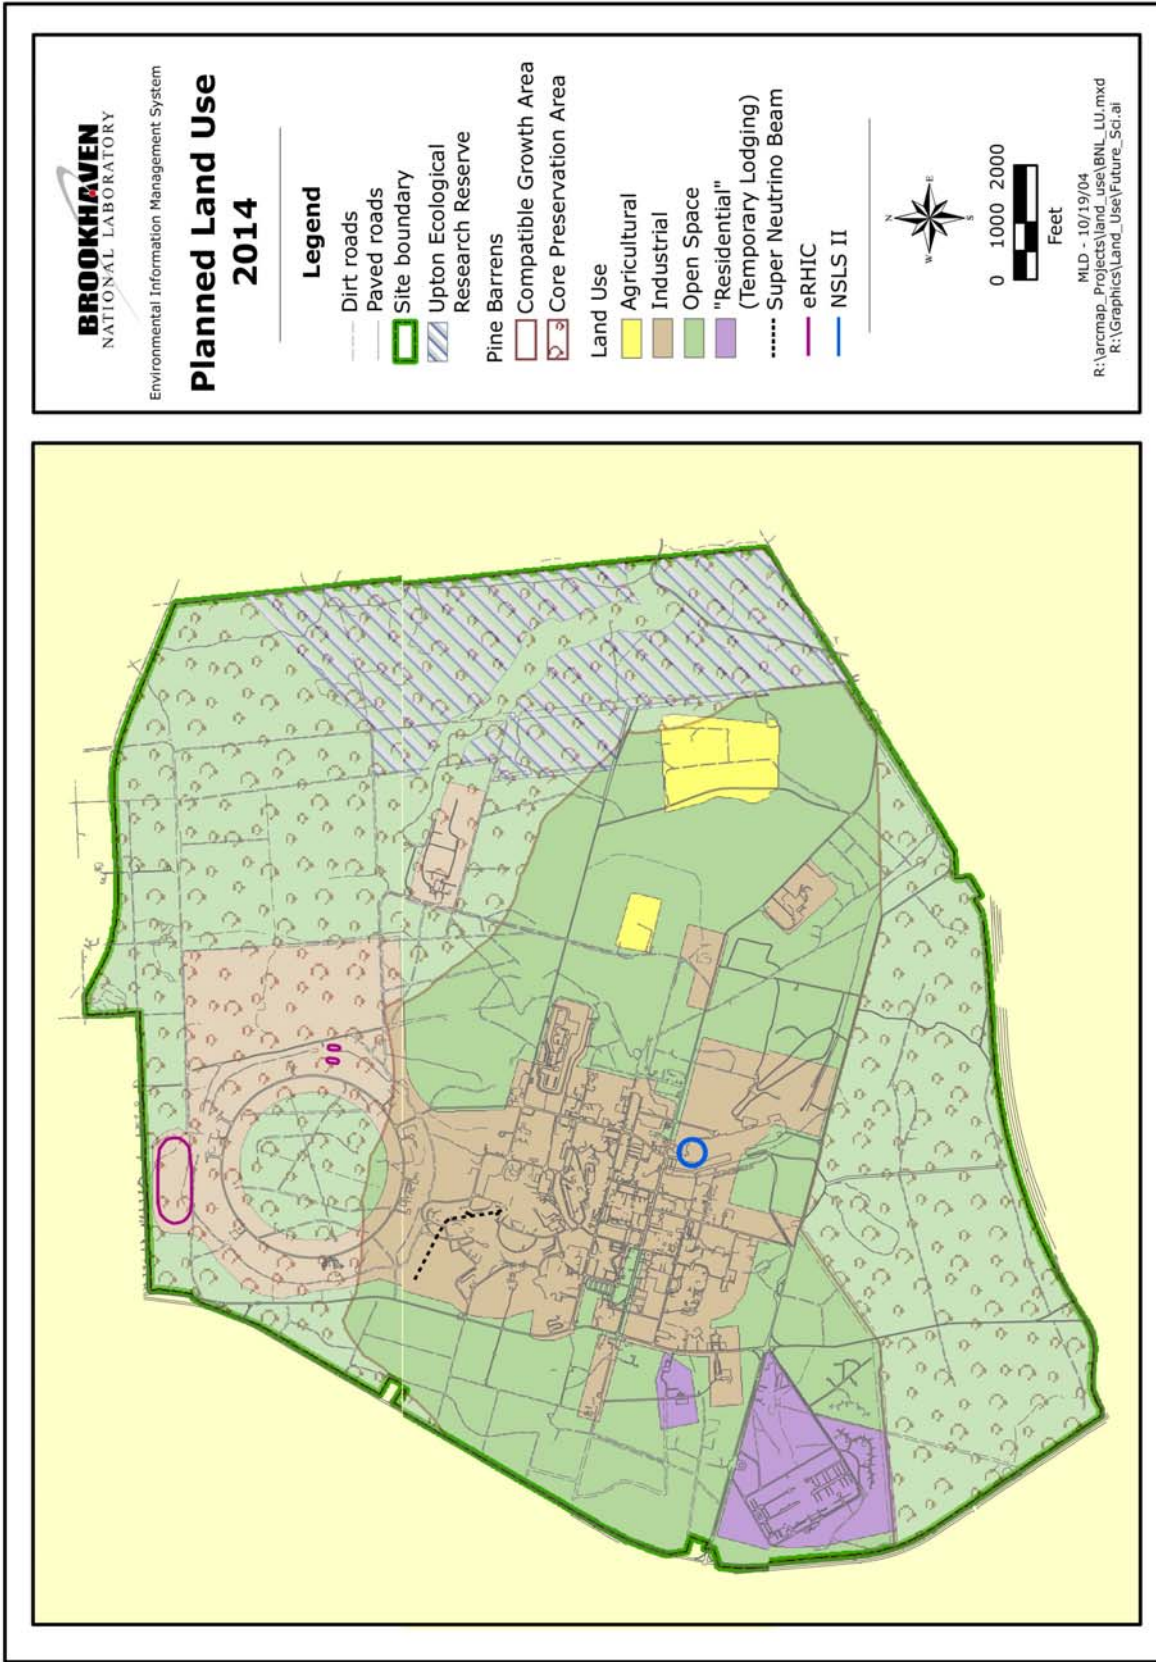 BROOKHAVEN
NATIONAL LABORATORY
Environmental Information Management System
Planned Land Use
2014
Legend
Dirt roads
Paved roads
Site boundary
Upton Ecological
Research Reserve
Pine Barrens
Compatible Growth Area
Core Preservation Area
Land Use
Agricultural
Industrial
Open Space
"Residential"
(Temporary Lodging)
Super Neutrino Beam
eRHIC
NSLS II
N
W
E
S
0 1000 2000
Feet
MLD - 10/19/04
R:\arcmap_Projects\land_use\BNL_LU.mxd
R:\Graphics\Land_Use\Future_Sci.ai